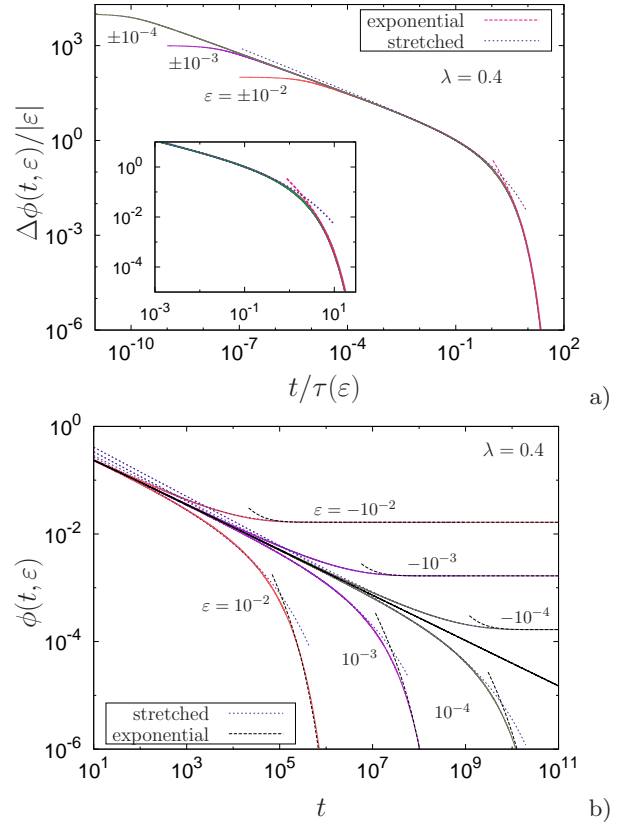 10^3
10^0
10^-3
10^-6
Δϕ(t, ε)/|ε|
±10^-4
±10^-3
ε = ±10^-2
exponential
stretched
λ = 0.4
10^0
10^-2
10^-4
10^-3
10^-1
10^1
10^-10
10^-7
10^-4
10^-1
10^2
t/τ(ε)
a)
10^0
10^-2
10^-4
10^-6
ϕ(t, ε)
λ = 0.4
ε = −10^-2
−10^-3
−10^-4
ε = 10^-2
10^-3
10^-4
stretched
exponential
10^1
10^3
10^5
10^7
10^9
10^11
t
b)